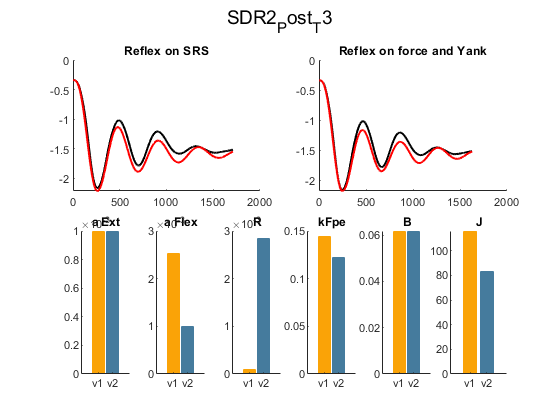 SDR2_Post_T3
Reflex on SRS
Reflex on force and Yank
0
-0.5
-1
-1.5
-2
0 500 1000 1500 2000
0
-0.5
-1
-1.5
-2
0 500 1000 1500 2000
a Ext
a Flex
R
kFpe
B
J
1
0.8
0.6
0.4
0.2
0
v1 v2
3
2
1
0
v1 v2
3
2
1
0
v1 v2
0.15
0.1
0.05
0
v1 v2
0.06
0.04
0.02
0
v1 v2
100
80
60
40
20
0
v1 v2